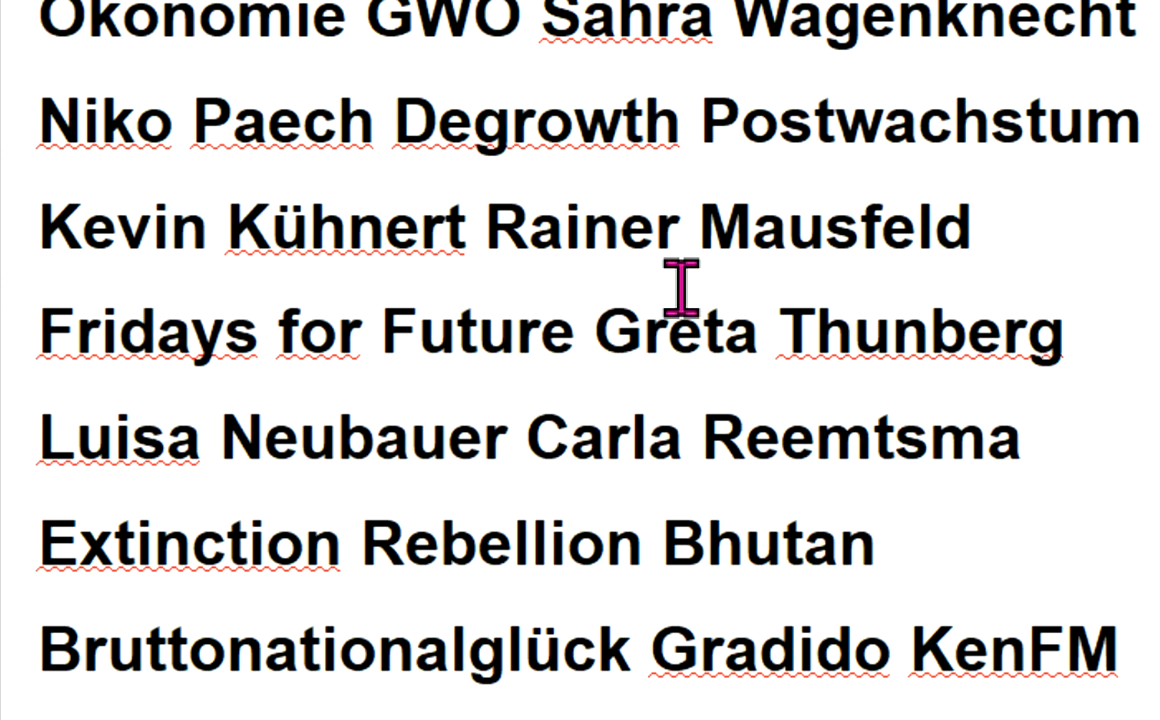 Ökonomie GWÖ Sahra Wagenknecht
Niko Paech Degrowth Postwachstum
Kevin Kühnert Rainer Mausfeld
Fridays for Future Greta Thunberg
Luisa Neubauer Carla Reemtsma
Extinction Rebellion Bhutan
Bruttonationalglück Gradido KenFM